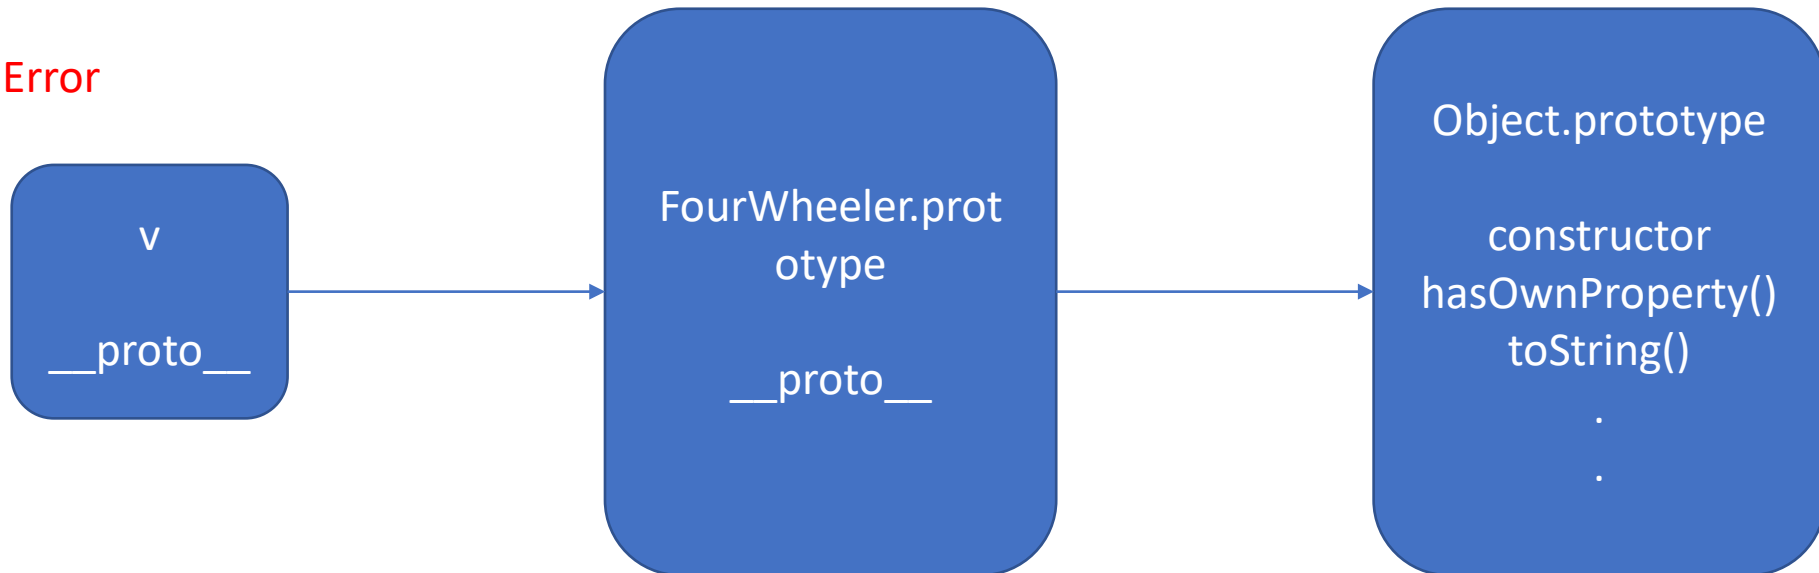 Error
v
__proto__
FourWheeler.prot
otype
__proto__
Object.prototype
constructor
hasOwnProperty()
toString()
.
.